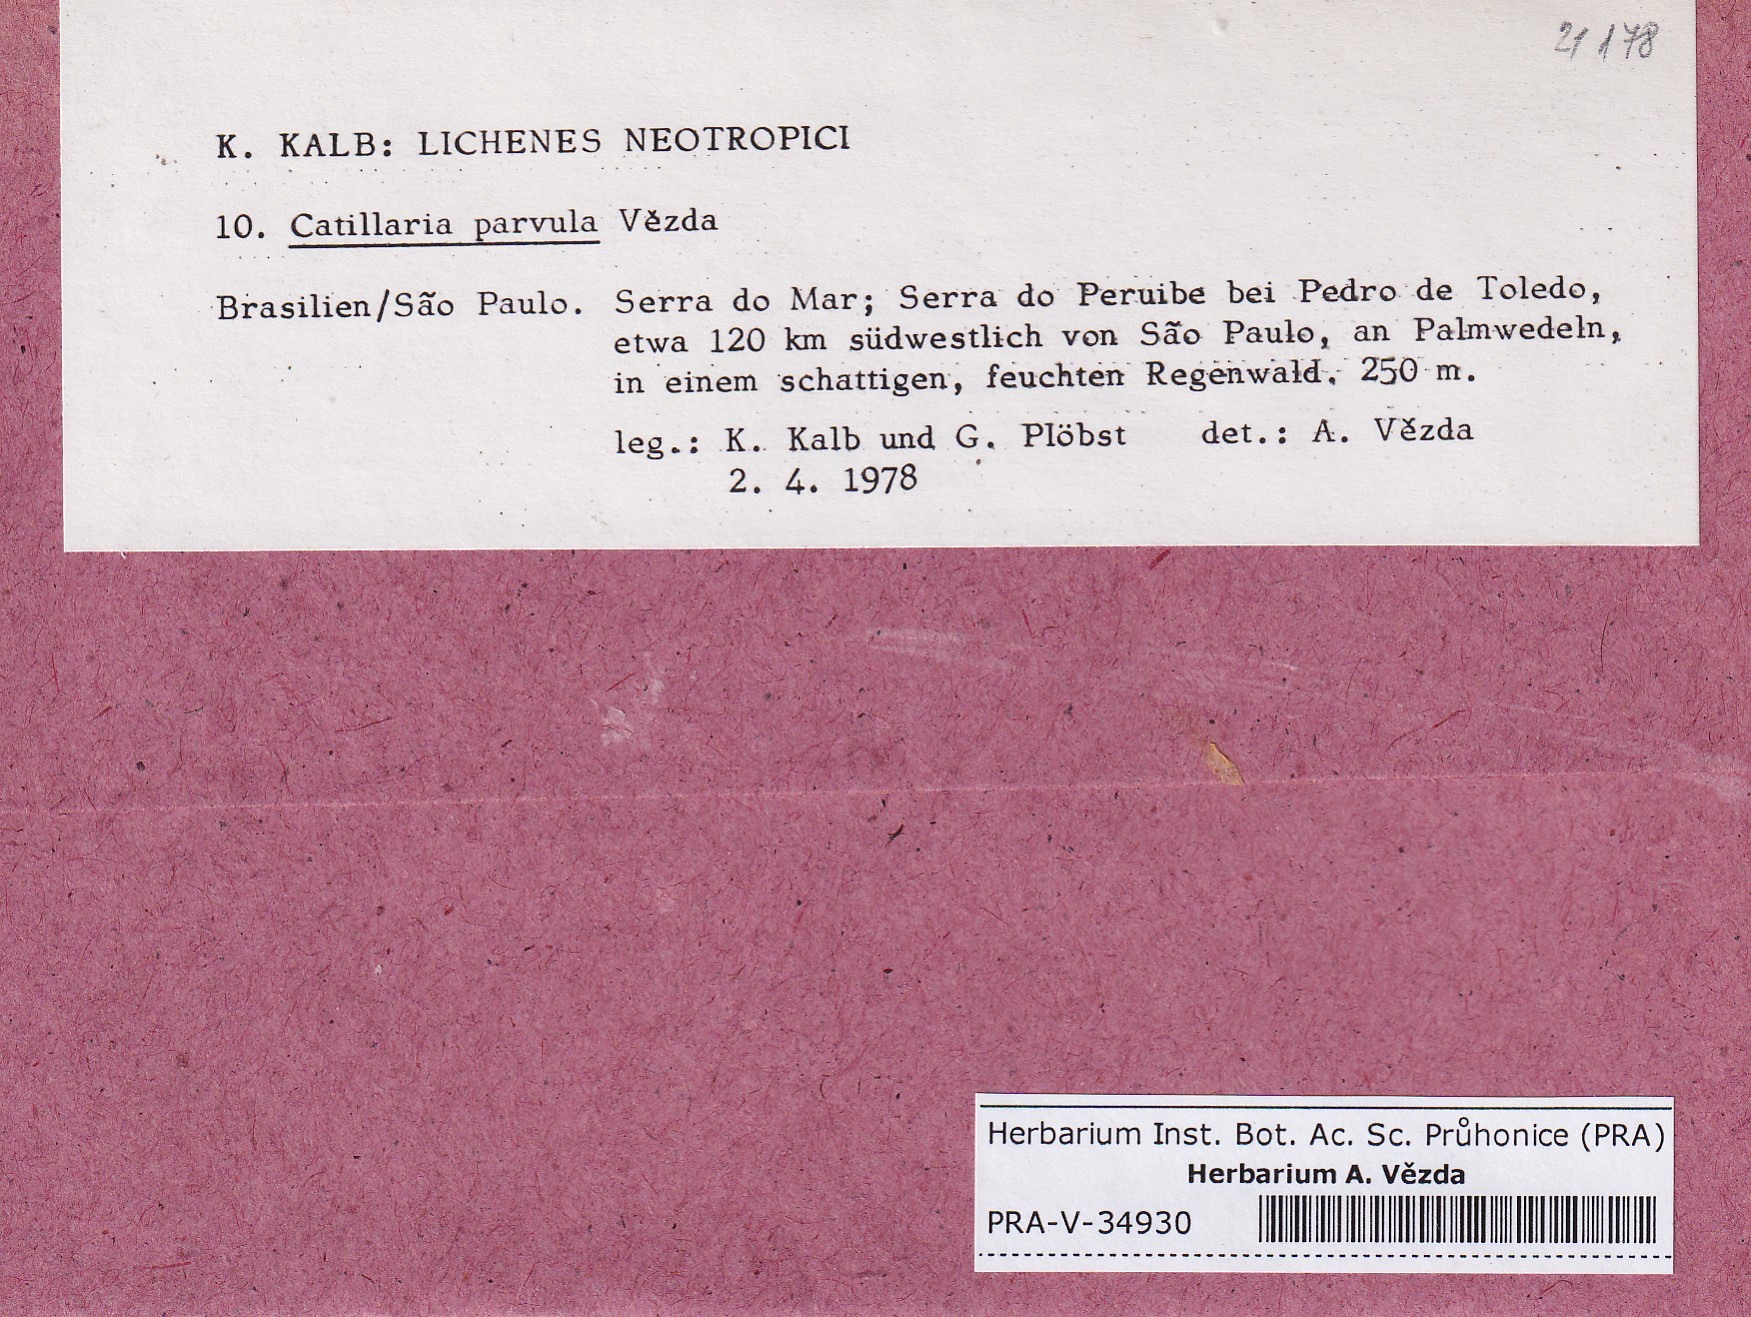 21178
K. KALB: LICHENES NEOTROPICI
10. Catillaria parvula Vězda
Brasilien/São Paulo. Serra do Mar; Serra do Peruibe bei Pedro de Toledo,
etwa 120 km südwestlich von São Paulo, an Palmwedeln,
in einem schattigen, feuchten Regenwald. 250 m.
leg.: K. Kalb und G. Plöbst det.: A. Vězda
2. 4. 1978
Herbarium Inst. Bot. Ac. Sc. Průhonice (PRA)
Herbarium A. Vězda
PRA-V-34930